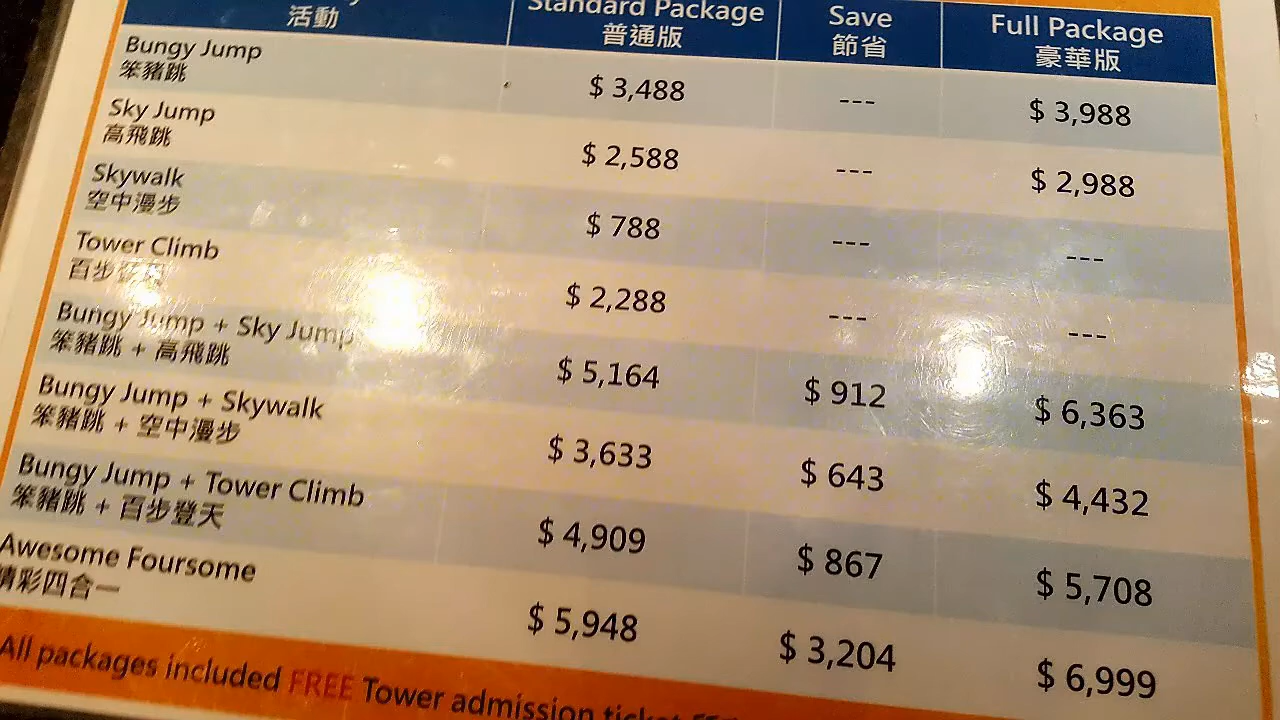 活動
Standard Package
普通版
Save
節省
Full Package
豪華版
Bungy Jump
笨豬跳
$ 3,488
---
$ 3,988
Sky Jump
高飛跳
$ 2,588
---
$ 2,988
Skywalk
空中漫步
$ 788
---
---
Tower Climb
百步登天
$ 2,288
---
---
Bungy Jump + Sky Jump
笨豬跳 + 高飛跳
$ 5,164
$ 912
$ 6,363
Bungy Jump + Skywalk
笨豬跳 + 空中漫步
$ 3,633
$ 643
$ 4,432
Bungy Jump + Tower Climb
笨豬跳 + 百步登天
$ 4,909
$ 867
$ 5,708
Awesome Foursome
精彩四合一
$ 5,948
$ 3,204
$ 6,999
All packages included FREE Tower admission ticket